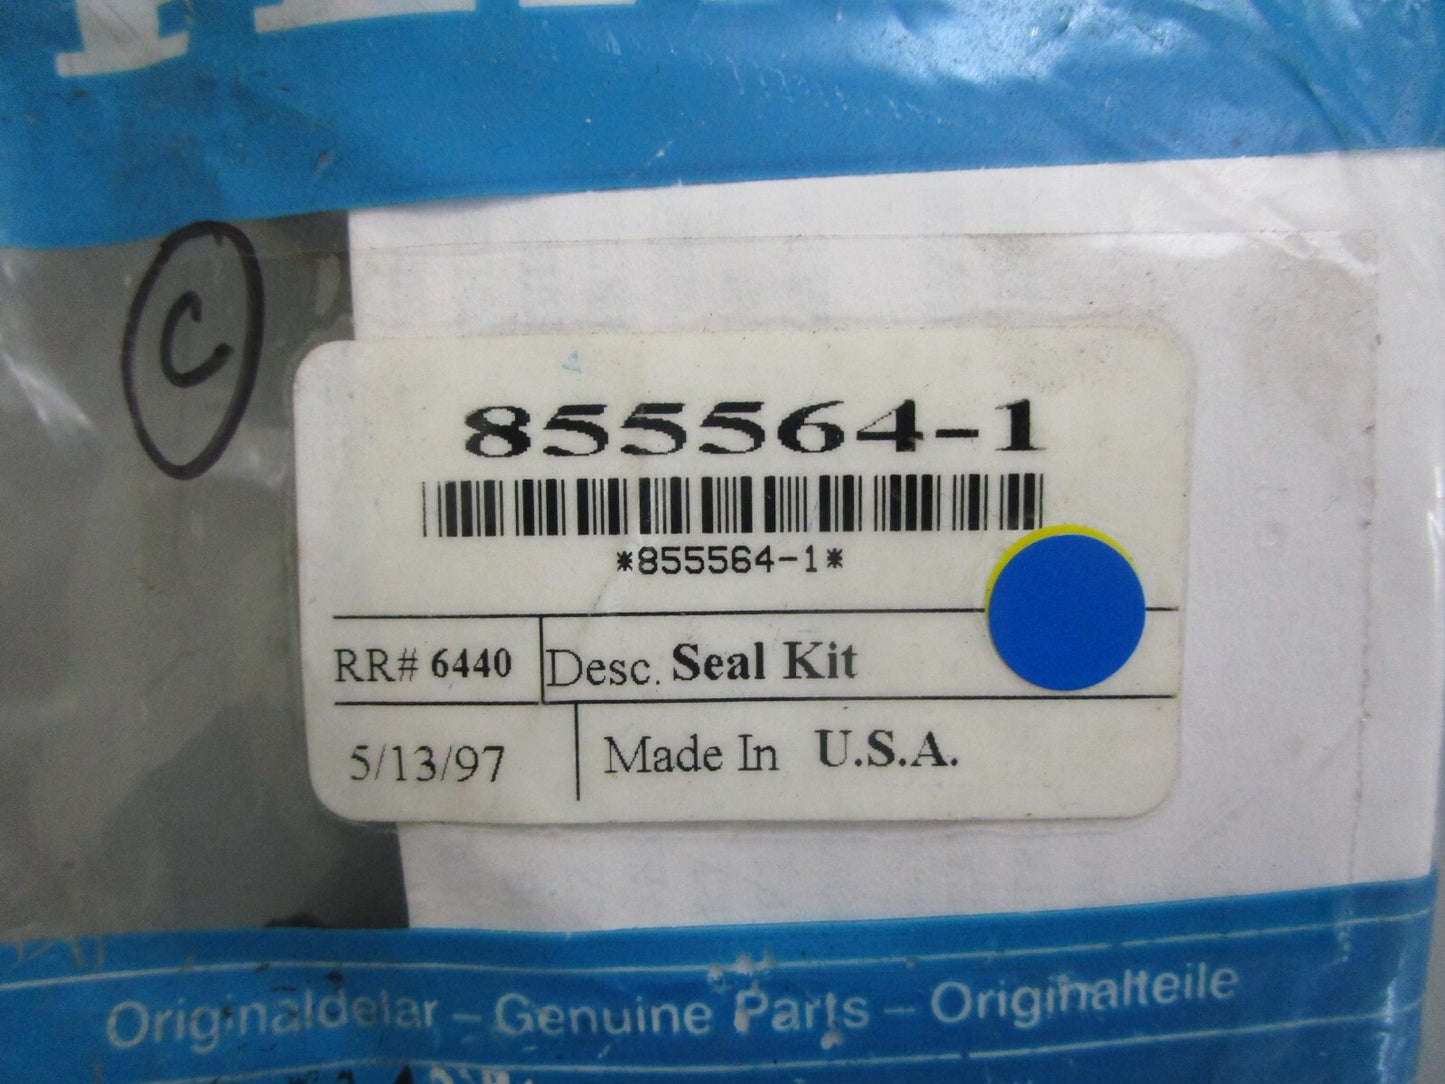 C
855564-1
*855564-1*
RR# 6440 Desc. Seal Kit
5/13/97 Made In U.S.A.
Originaldelar – Genuine Parts – Originalteile